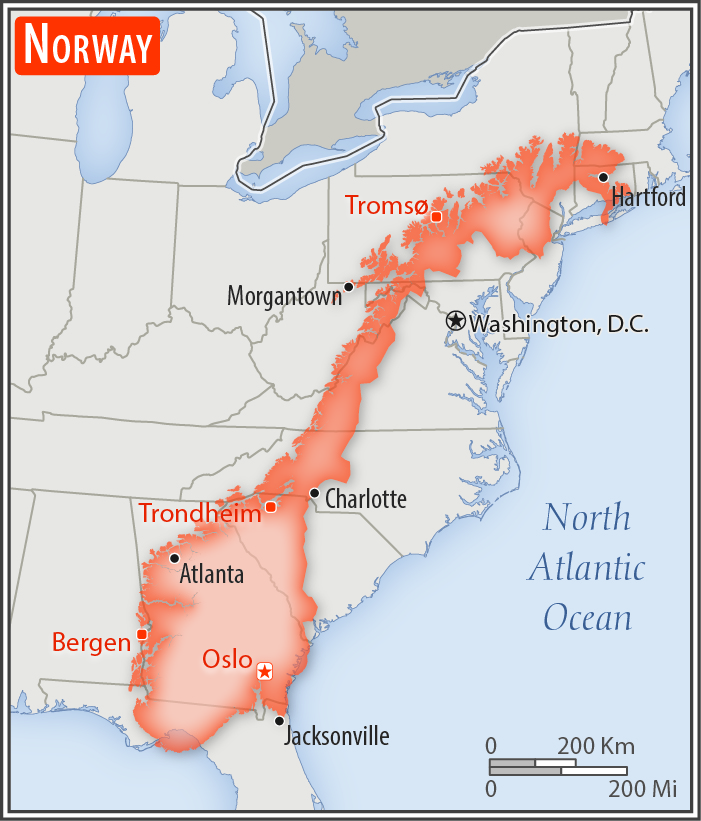 NORWAY
Tromsø
Hartford
Morgantown
Washington, D.C.
Trondheim
Charlotte
North
Atlantic
Ocean
Atlanta
Bergen
Oslo
Jacksonville
0 200 Km
0 200 Mi